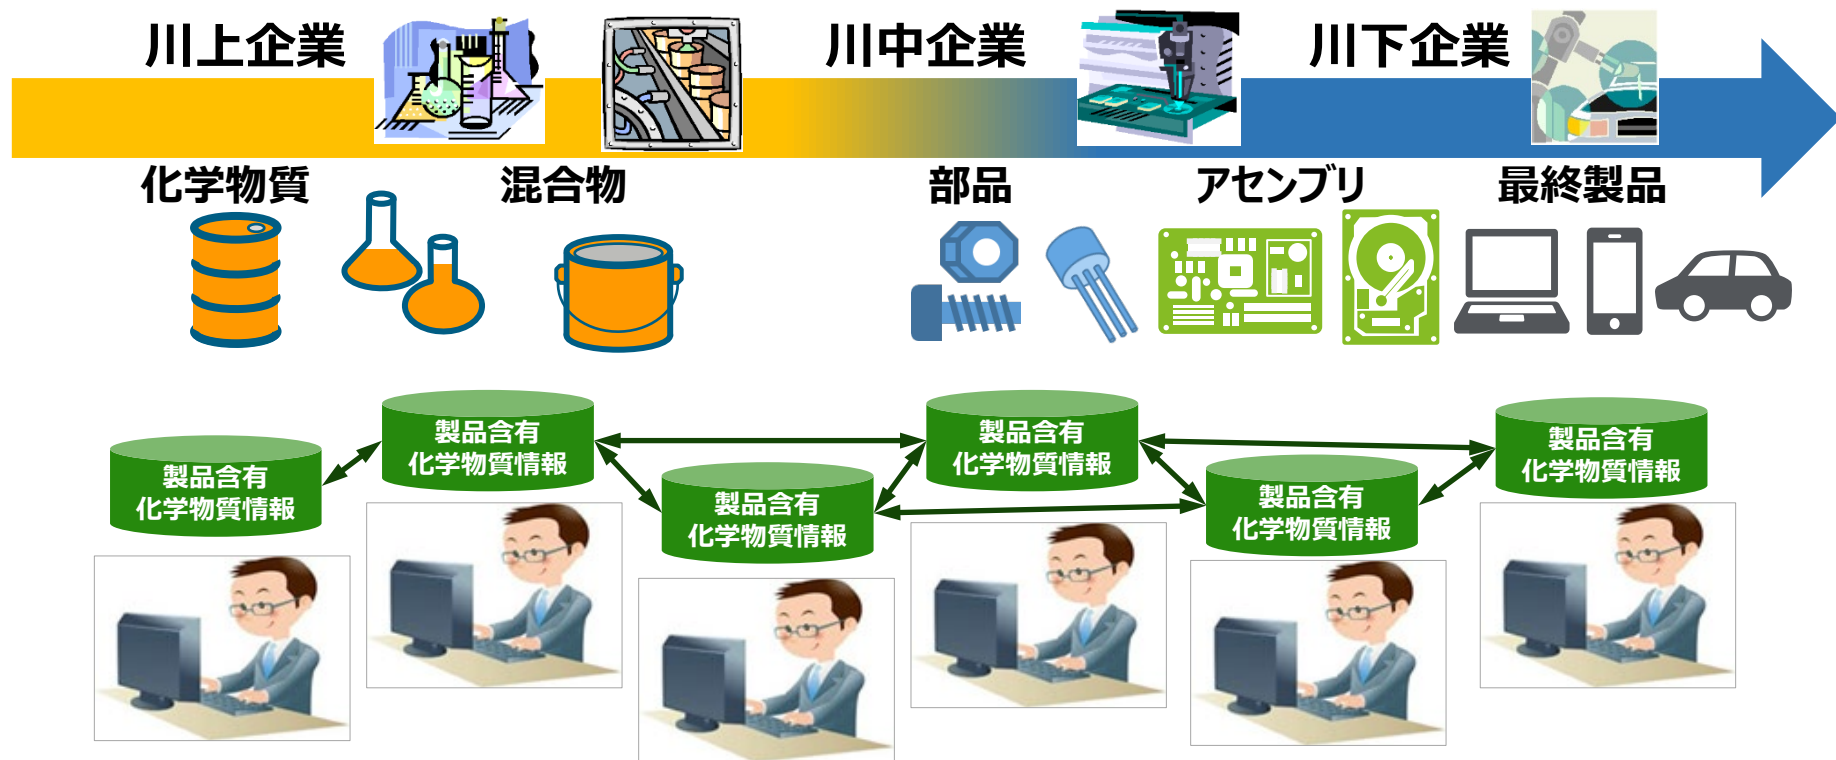 川上企業
川中企業
川下企業
化学物質
混合物
部品
アセンブリ
最終製品
製品含有
化学物質情報
製品含有
化学物質情報
製品含有
化学物質情報
製品含有
化学物質情報
製品含有
化学物質情報
製品含有
化学物質情報